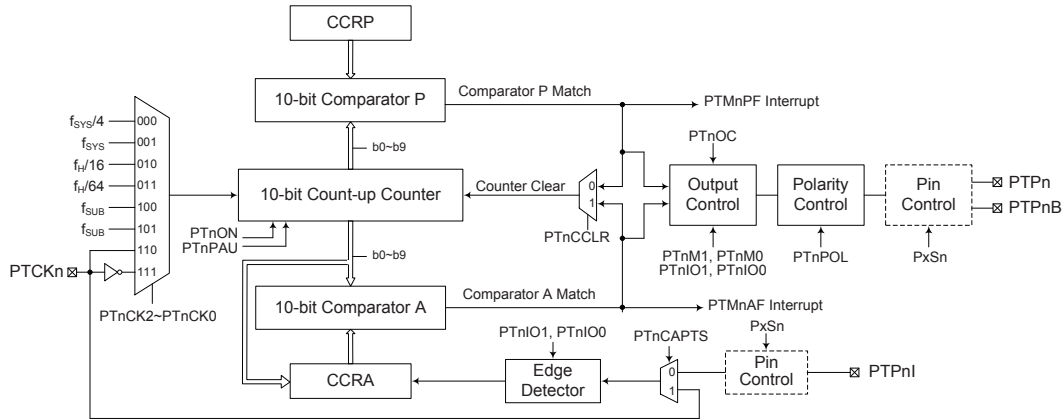 CCRP
10-bit Comparator P
Comparator P Match
PTMnPF Interrupt
fSYS/4
000
fSYS
001
fH/16
010
fH/64
011
fSUB
100
fSUB
101
110
111
PTCKn
PTnCK2~PTnCK0
b0~b9
10-bit Count-up Counter
PTnON
PTnPAU
Counter Clear
0
1
PTnCCLR
PTnOC
Output
Control
PTnM1, PTnM0
PTnIO1, PTnIO0
Polarity
Control
PTnPOL
Pin
Control
PxSn
PTPn
PTPnB
b0~b9
10-bit Comparator A
Comparator A Match
PTMnAF Interrupt
CCRA
PTnIO1, PTnIO0
Edge
Detector
PTnCAPTS
0
1
PxSn
Pin
Control
PTPnI